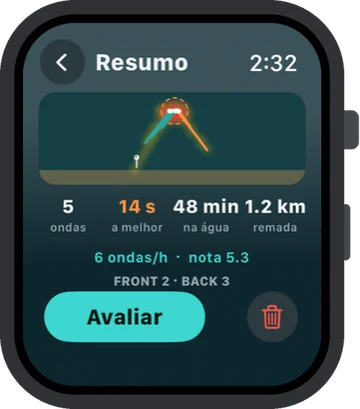 Resumo 2:32
5 14 s 48 min 1.2 km
ondas a melhor na água remada
6 ondas/h · nota 5.3
FRONT 2 · BACK 3
Avaliar